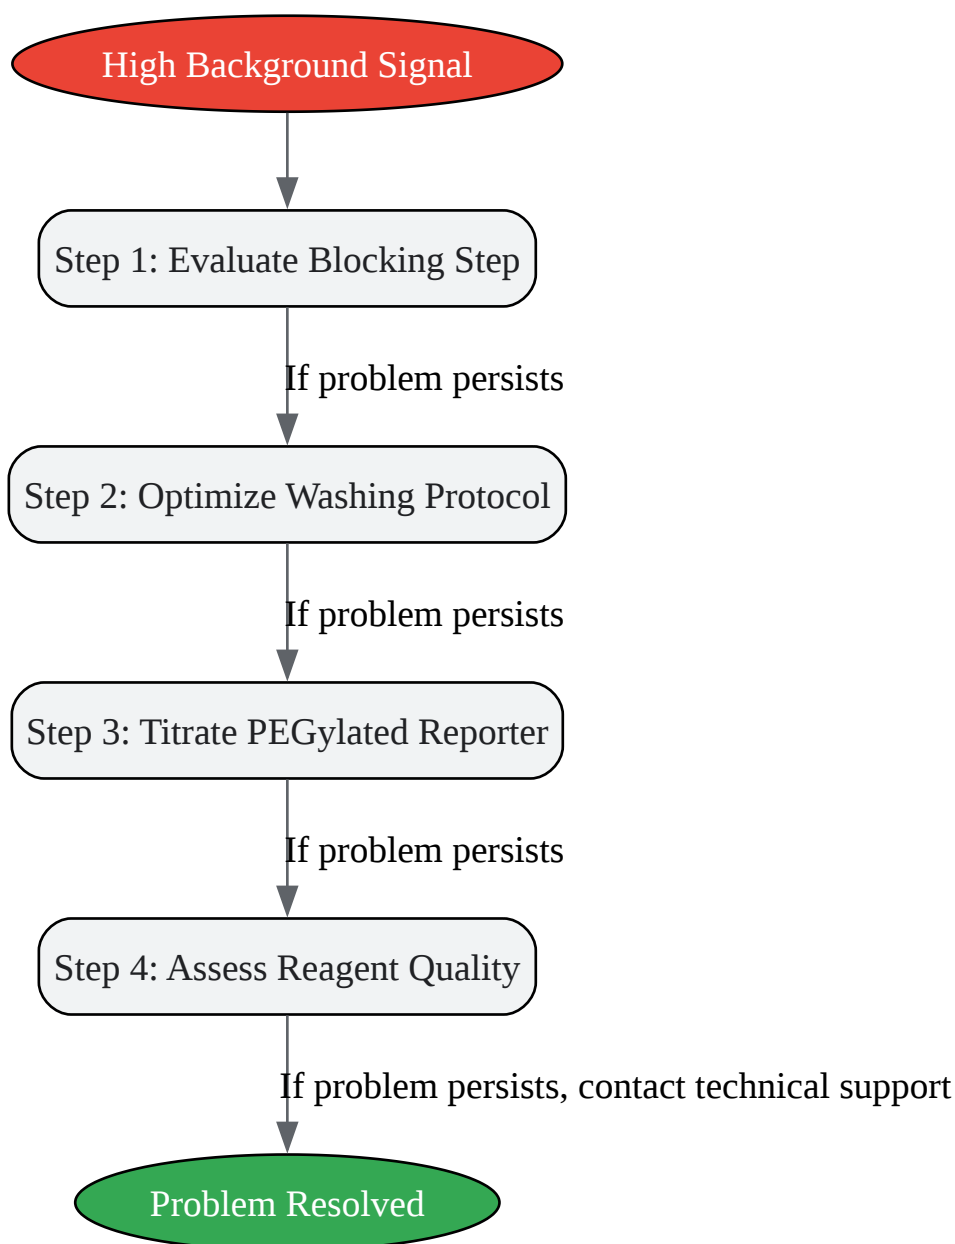 High Background Signal
Step 1: Evaluate Blocking Step
If problem persists
Step 2: Optimize Washing Protocol
If problem persists
Step 3: Titrate PEGylated Reporter
If problem persists
Step 4: Assess Reagent Quality
If problem persists, contact technical support
Problem Resolved